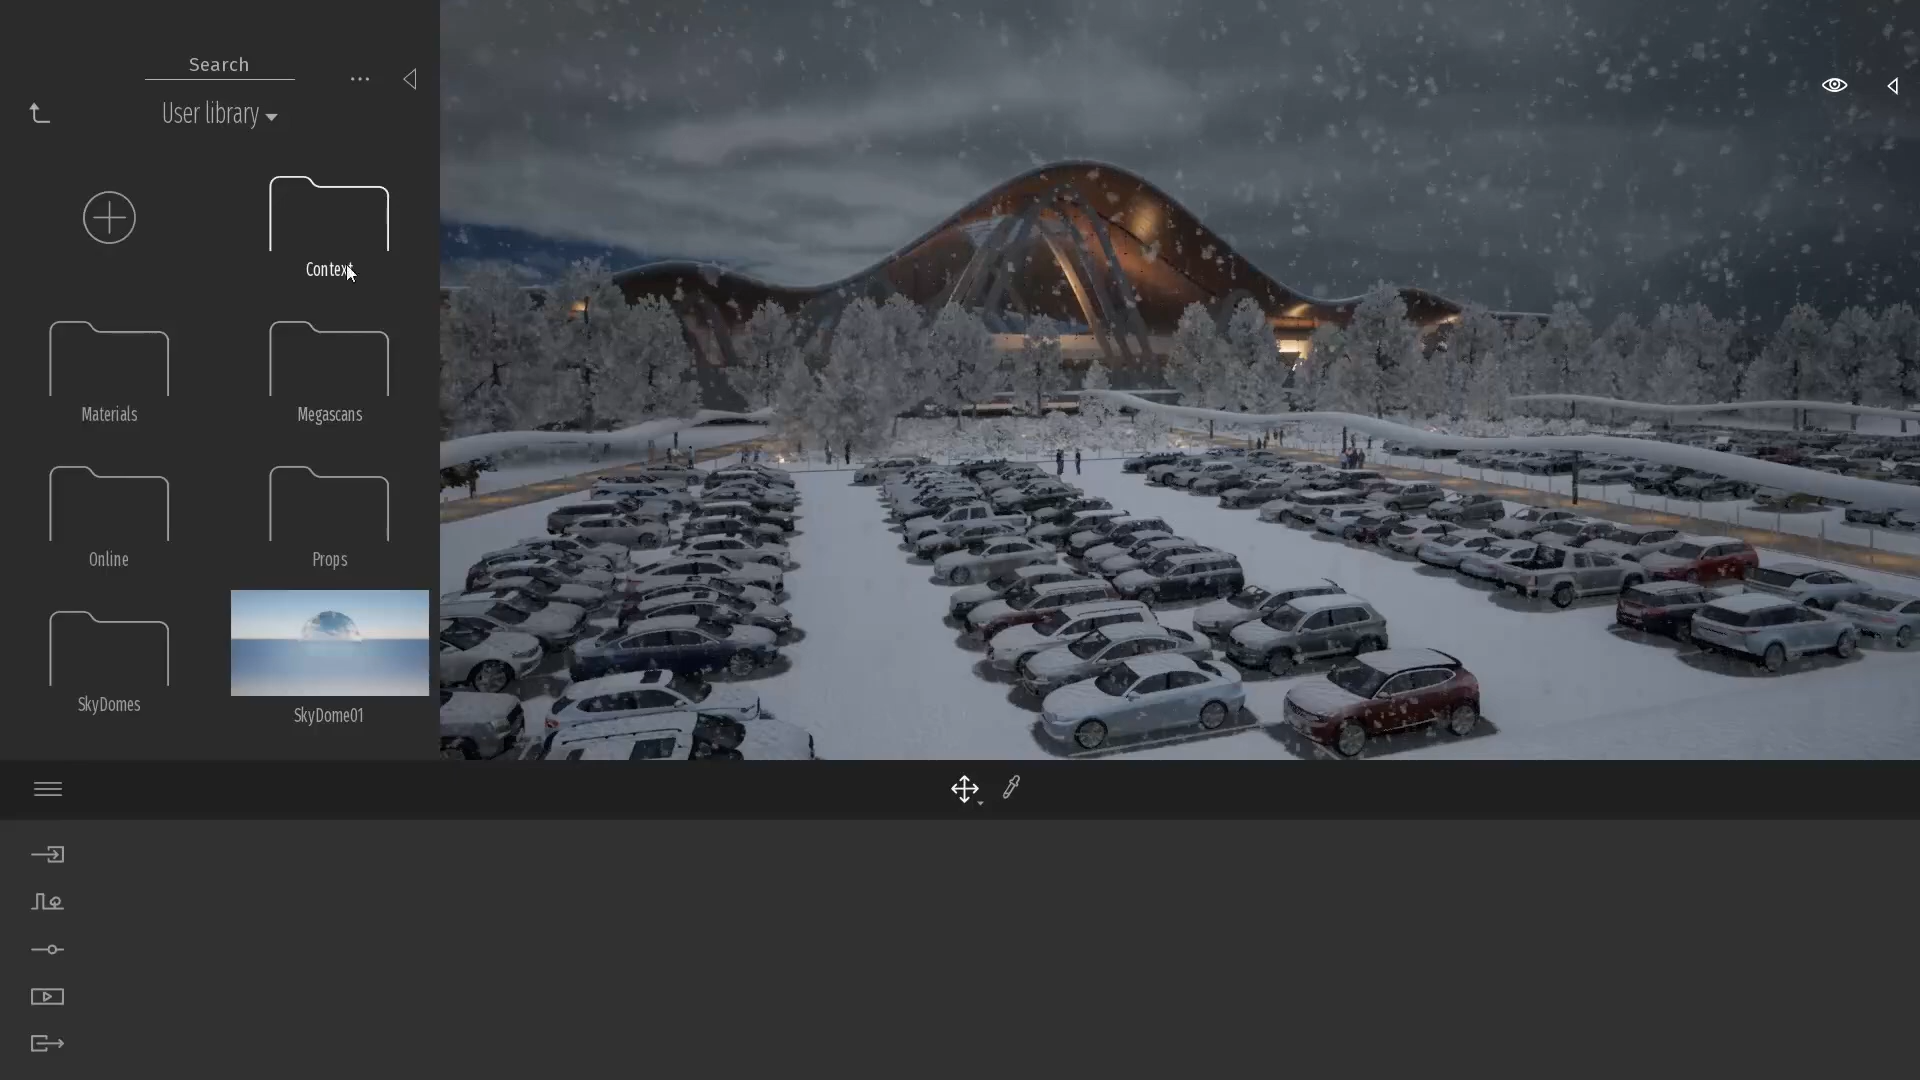 Search
...
User library
Context
Materials
Megascans
Online
Props
SkyDomes
SkyDome01